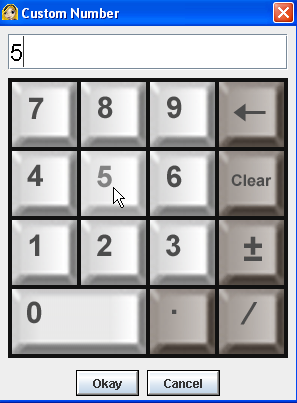 Custom Number
5
7 8 9 ←
4 5 6 Clear
1 2 3 ±
0 . /
Okay Cancel